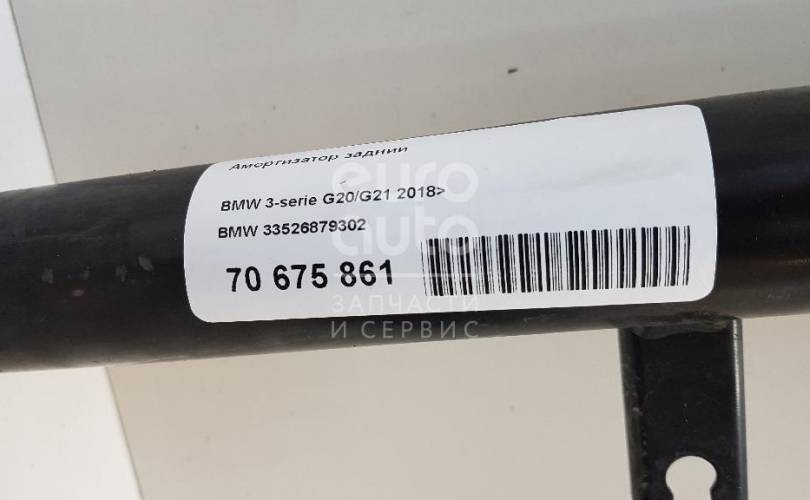 Амортизатор задний
BMW 3-serie G20/G21 2018>
BMW 33526879302
70 675 861
euro
auto
ЗАПЧАСТИ
И СЕРВИС